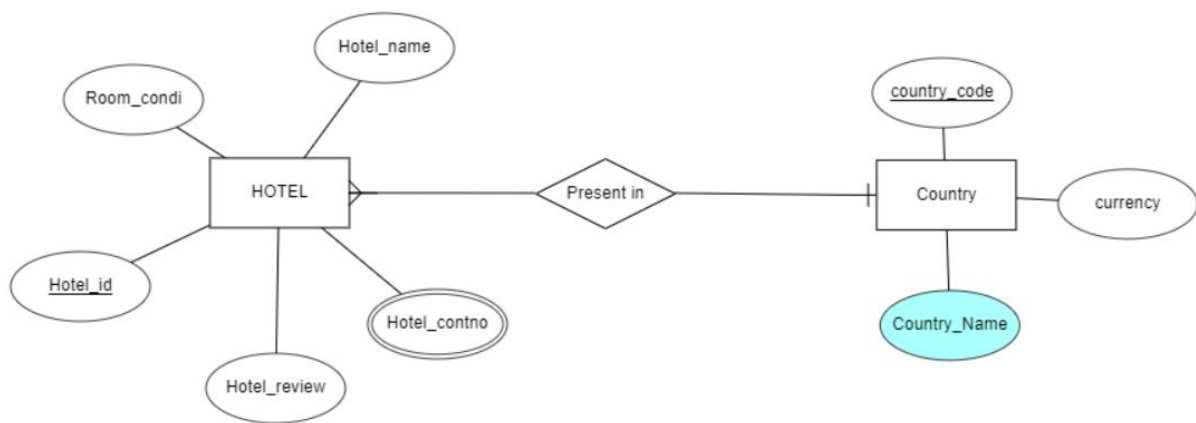 Hotel_name
Room_condi
country_code
HOTEL
Present in
Country
currency
Hotel_id
Hotel_contno
Country_Name
Hotel_review